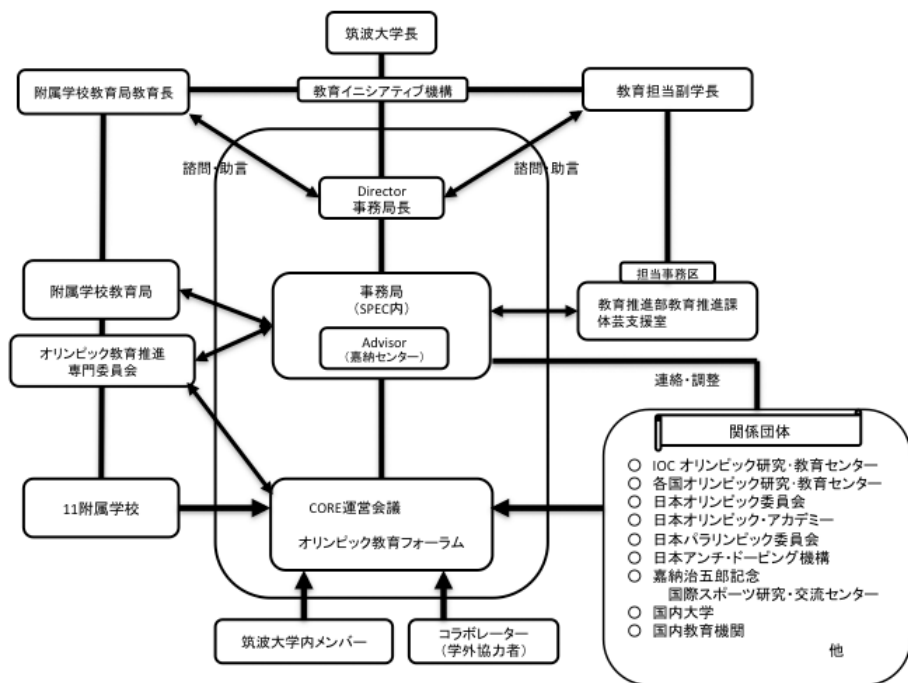 筑波大学長
附属学校教育局教育長
教育イニシアティブ機構
教育担当副学長
諮問・助言
諮問・助言
Director
事務局長
附属学校教育局
事務局
（SPEC内）
Advisor
（嘉納センター）
担当事務区
教育推進部教育推進課
体芸支援室
オリンピック教育推進
専門委員会
連絡・調整
関係団体
○ IOC オリンピック研究・教育センター
○ 各国オリンピック研究・教育センター
○ 日本オリンピック委員会
○ 日本オリンピック・アカデミー
○ 日本パラリンピック委員会
○ 日本アンチ・ドーピング機構
○ 嘉納治五郎記念
国際スポーツ研究・交流センター
○ 国内大学
○ 国内教育機関
他
11附属学校
CORE運営会議
オリンピック教育フォーラム
筑波大学内メンバー
コラボレーター
（学外協力者）